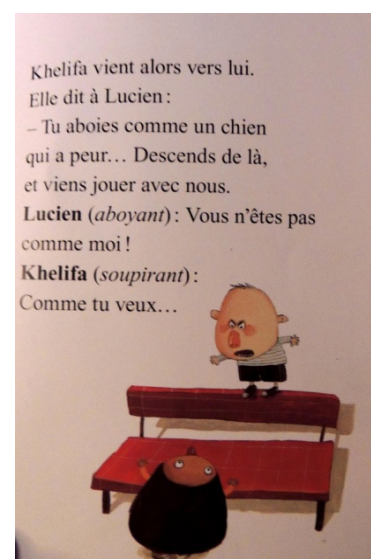 Khelifa vient alors vers lui.
Elle dit à Lucien :
– Tu aboies comme un chien
qui a peur… Descends de là,
et viens jouer avec nous.
Lucien (aboyant) : Vous n'êtes pas
comme moi !
Khelifa (soupirant) :
Comme tu veux…